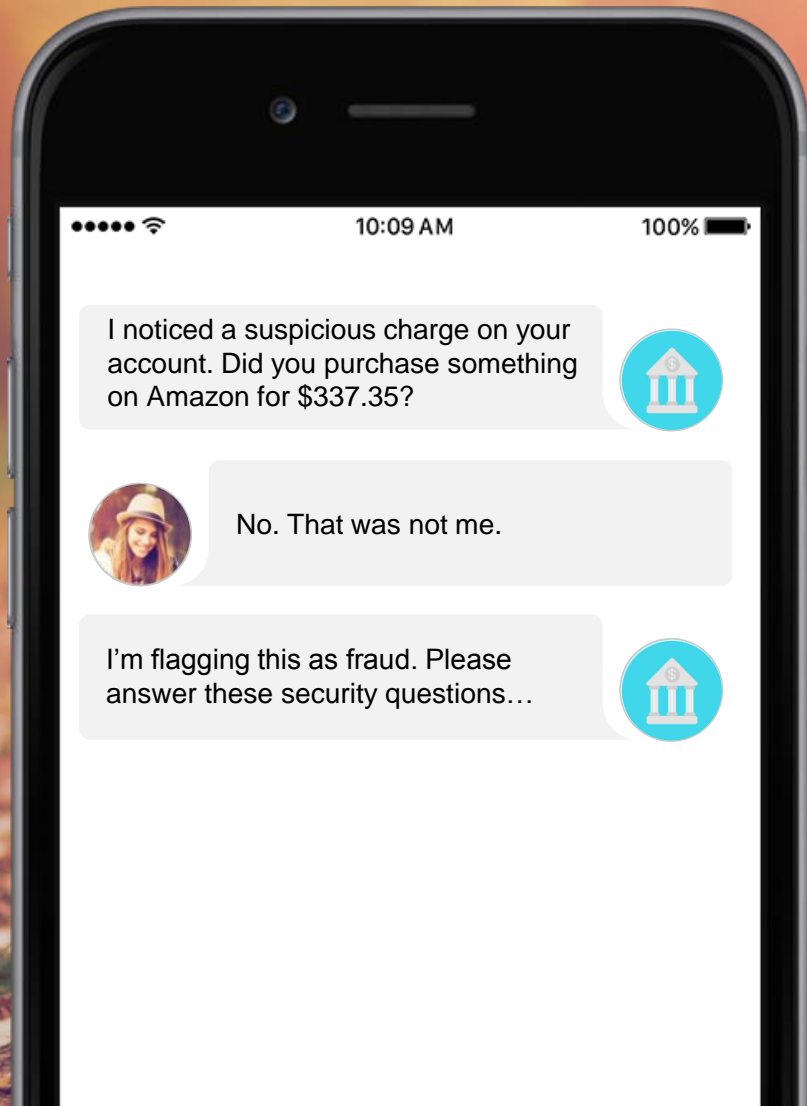 10:09 AM
100%
I noticed a suspicious charge on your
account. Did you purchase something
on Amazon for $337.35?
No. That was not me.
I’m flagging this as fraud. Please
answer these security questions…